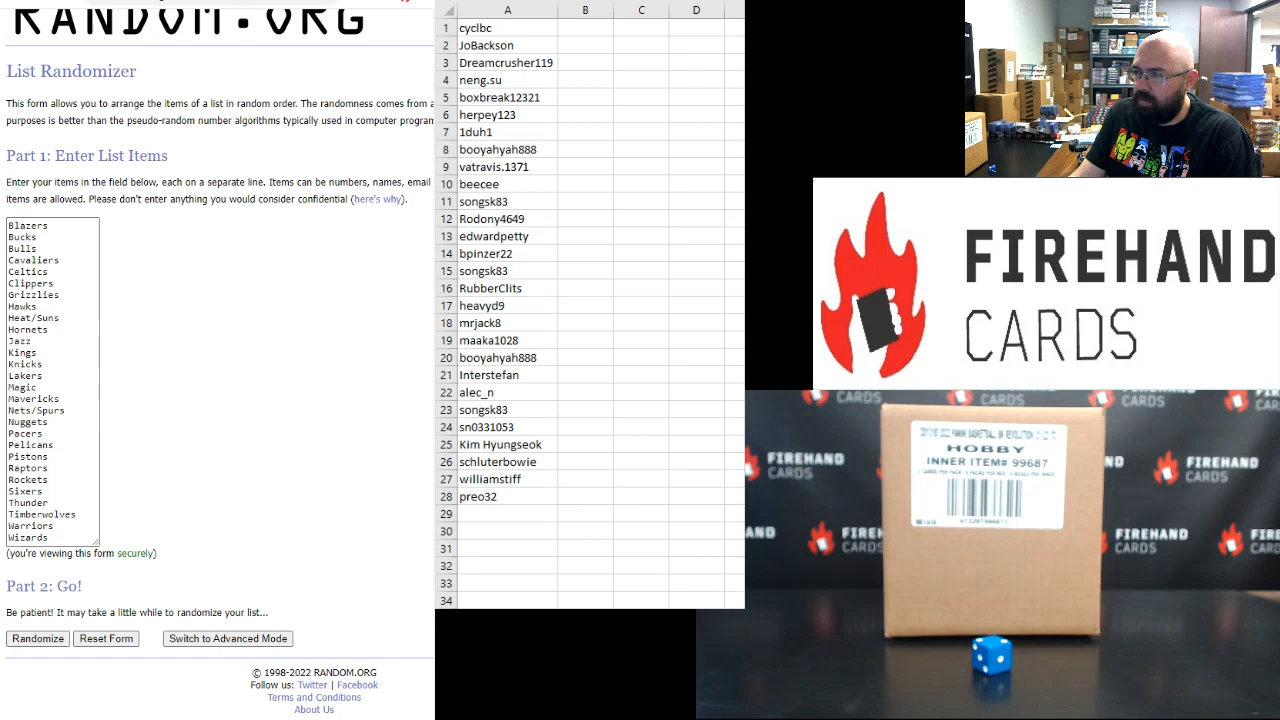 RANDOM.ORG
List Randomizer
This form allows you to arrange the items of a list in random order. The randomness comes from a
purposes is better than the pseudo-random number algorithms typically used in computer program
Part 1: Enter List Items
Enter your items in the field below, each on a separate line. Items can be numbers, names, email
items are allowed. Please don't enter anything you would consider confidential (here's why).
Blazers
Bucks
Bulls
Cavaliers
Celtics
Clippers
Grizzlies
Hawks
Heat/Suns
Hornets
Jazz
Kings
Knicks
Lakers
Magic
Mavericks
Nets/Spurs
Nuggets
Pacers
Pelicans
Pistons
Raptors
Rockets
Sixers
Thunder
Timberwolves
Warriors
Wizards
(you're viewing this form securely)
Part 2: Go!
Be patient! It may take a little while to randomize your list...
Randomize Reset Form Switch to Advanced Mode
© 1998-2022 RANDOM.ORG
Follow us: Twitter | Facebook
Terms and Conditions
About Us
A B C D
1 cyclbc
2 JoBackson
3 Dreamcrusher119
4 neng.su
5 boxbreak12321
6 herpey123
7 1duh1
8 booyahyah888
9 vatravis.1371
10 beecee
11 songsk83
12 Rodony4649
13 edwardpetty
14 bpinzer22
15 songsk83
16 RubberClits
17 heavyd9
18 mrjack8
19 maaka1028
20 booyahyah888
21 Interstefan
22 alec_n
23 songsk83
24 sn0331053
25 Kim Hyungseok
26 schluterbowie
27 williamstiff
28 preo32
29
30
31
32
33
34
FIREHAND
CARDS
HOBBY
INNER ITEM# 99687
FIREHAND
CARDS
FIREHAND
CARDS